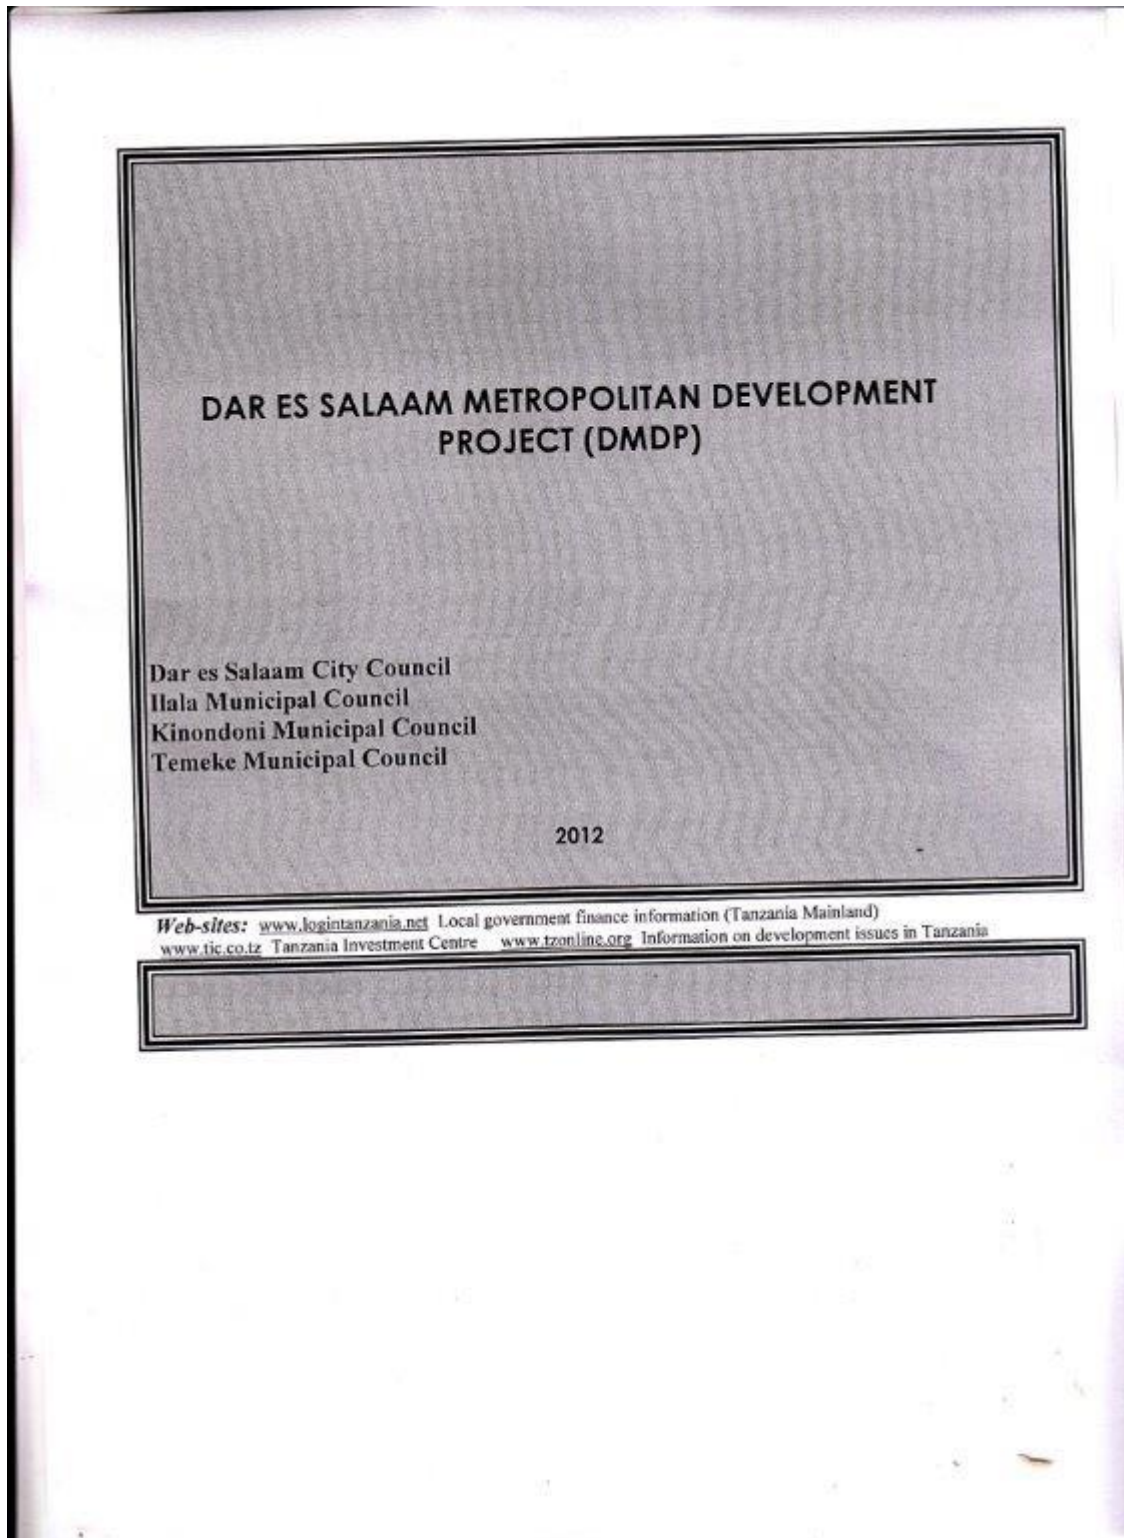 DAR ES SALAAM METROPOLITAN DEVELOPMENT
PROJECT (DMDP)
Dar es Salaam City Council
Ilala Municipal Council
Kinondoni Municipal Council
Temeke Municipal Council
2012
Web-sites: www.logintanzania.net Local government finance information (Tanzania Mainland)
www.tic.co.tz Tanzania Investment Centre www.tzonline.org Information on development issues in Tanzania